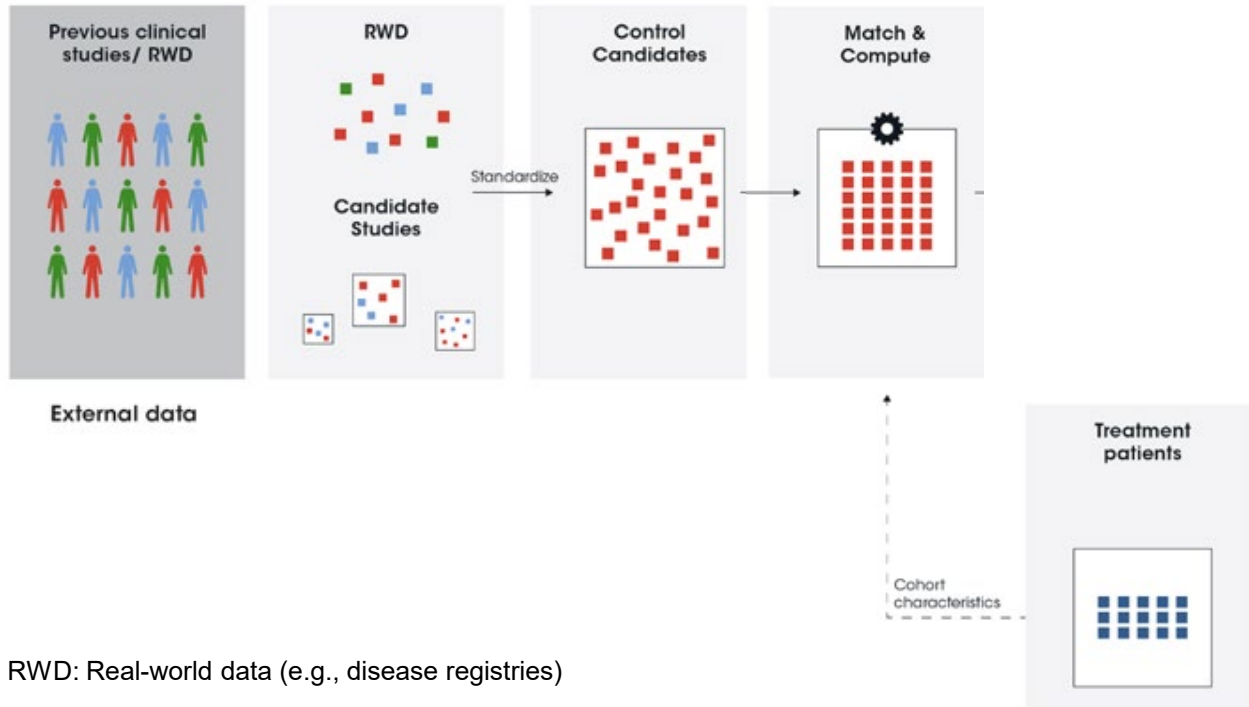 Previous clinical
studies/ RWD
External data
RWD
Candidate
Studies
Standardize
Control
Candidates
Match &
Compute
Cohort
characteristics
Treatment
patients
RWD: Real-world data (e.g., disease registries)